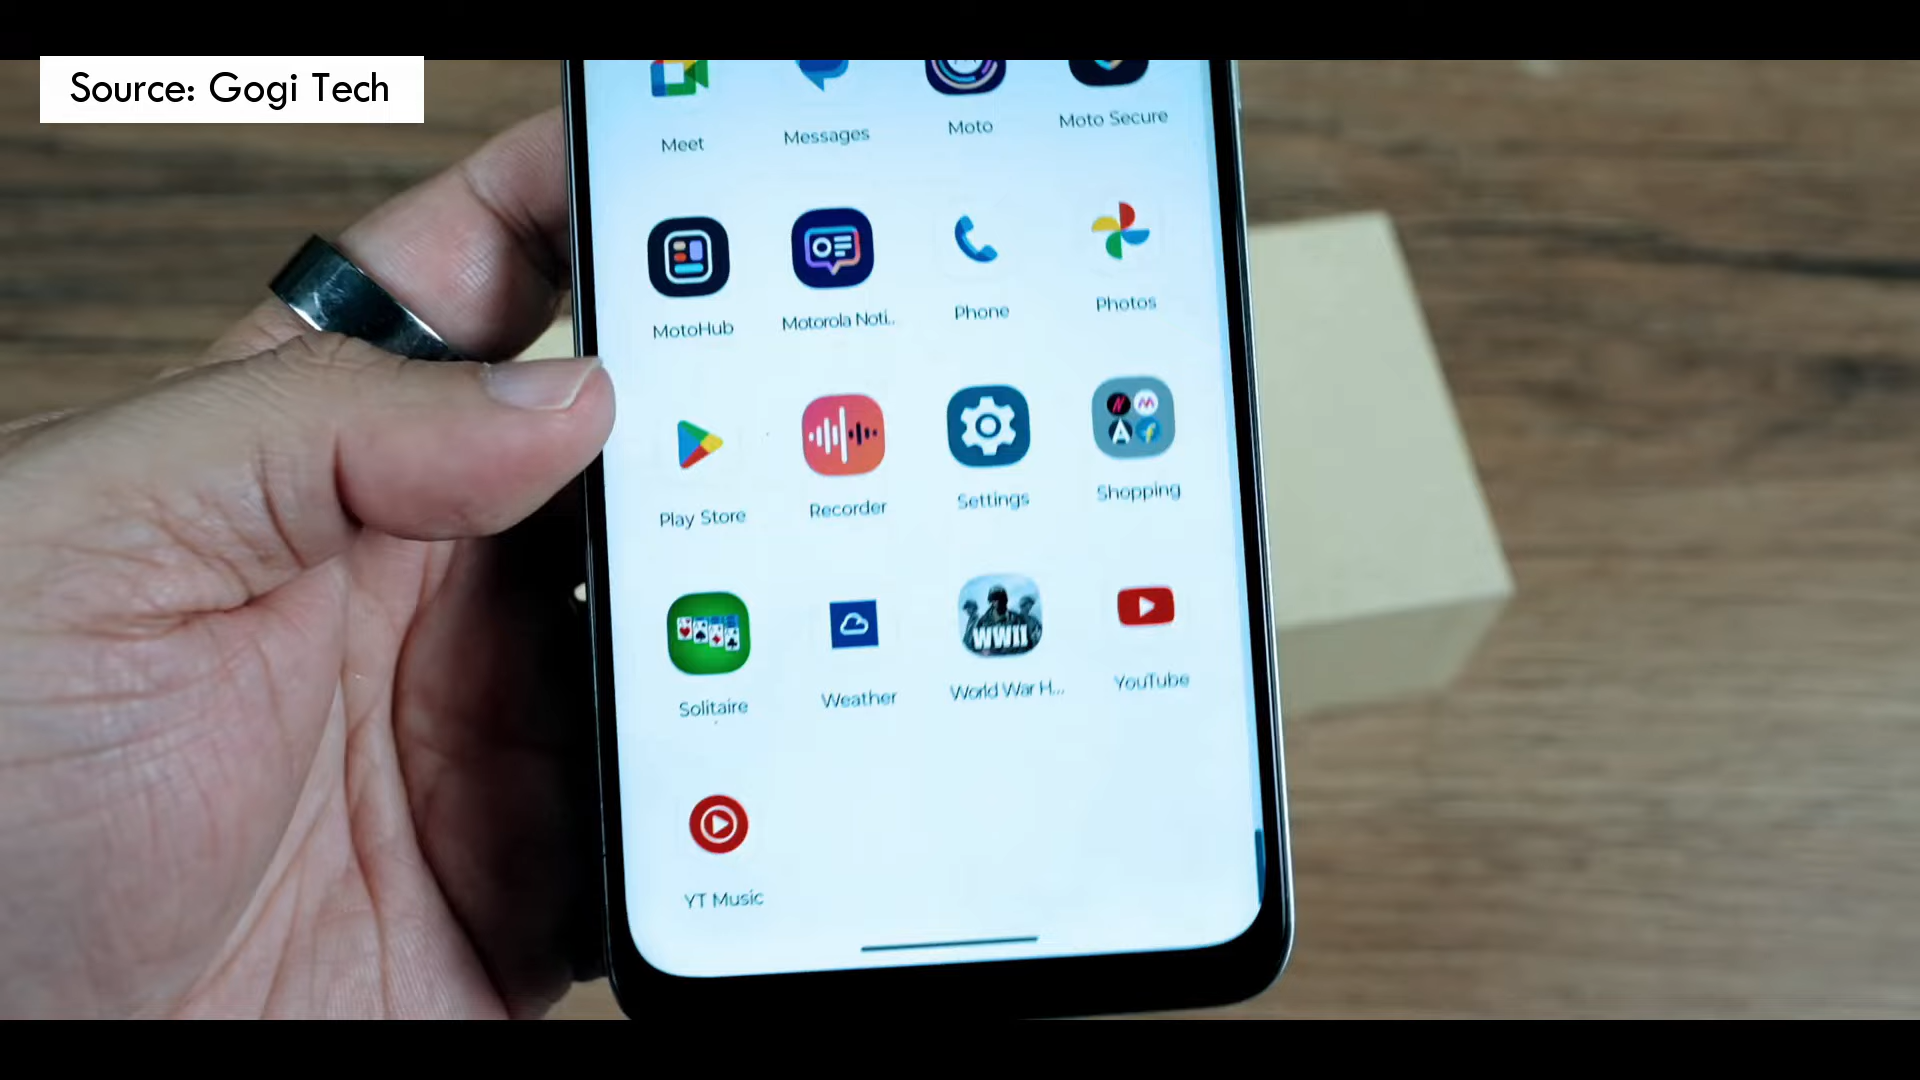 Source: Gogi Tech
Meet
Messages
Moto
Moto Secure
MotoHub
Motorola Noti..
Phone
Photos
Play Store
Recorder
Settings
Shopping
Solitaire
Weather
WWII
World War H...
YouTube
YT Music